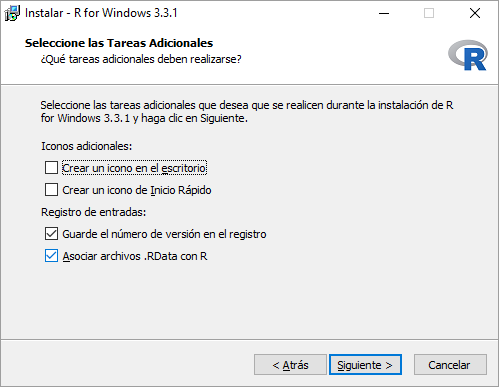 Instalar - R for Windows 3.3.1
Seleccione las Tareas Adicionales
¿Qué tareas adicionales deben realizarse?
R
Seleccione las tareas adicionales que desea que se realicen durante la instalación de R
for Windows 3.3.1 y haga clic en Siguiente.
Iconos adicionales:
Crear un icono en el escritorio
Crear un icono de Inicio Rápido
Registro de entradas:
Guarde el número de versión en el registro
Asociar archivos .RData con R
< Atrás
Siguiente >
Cancelar